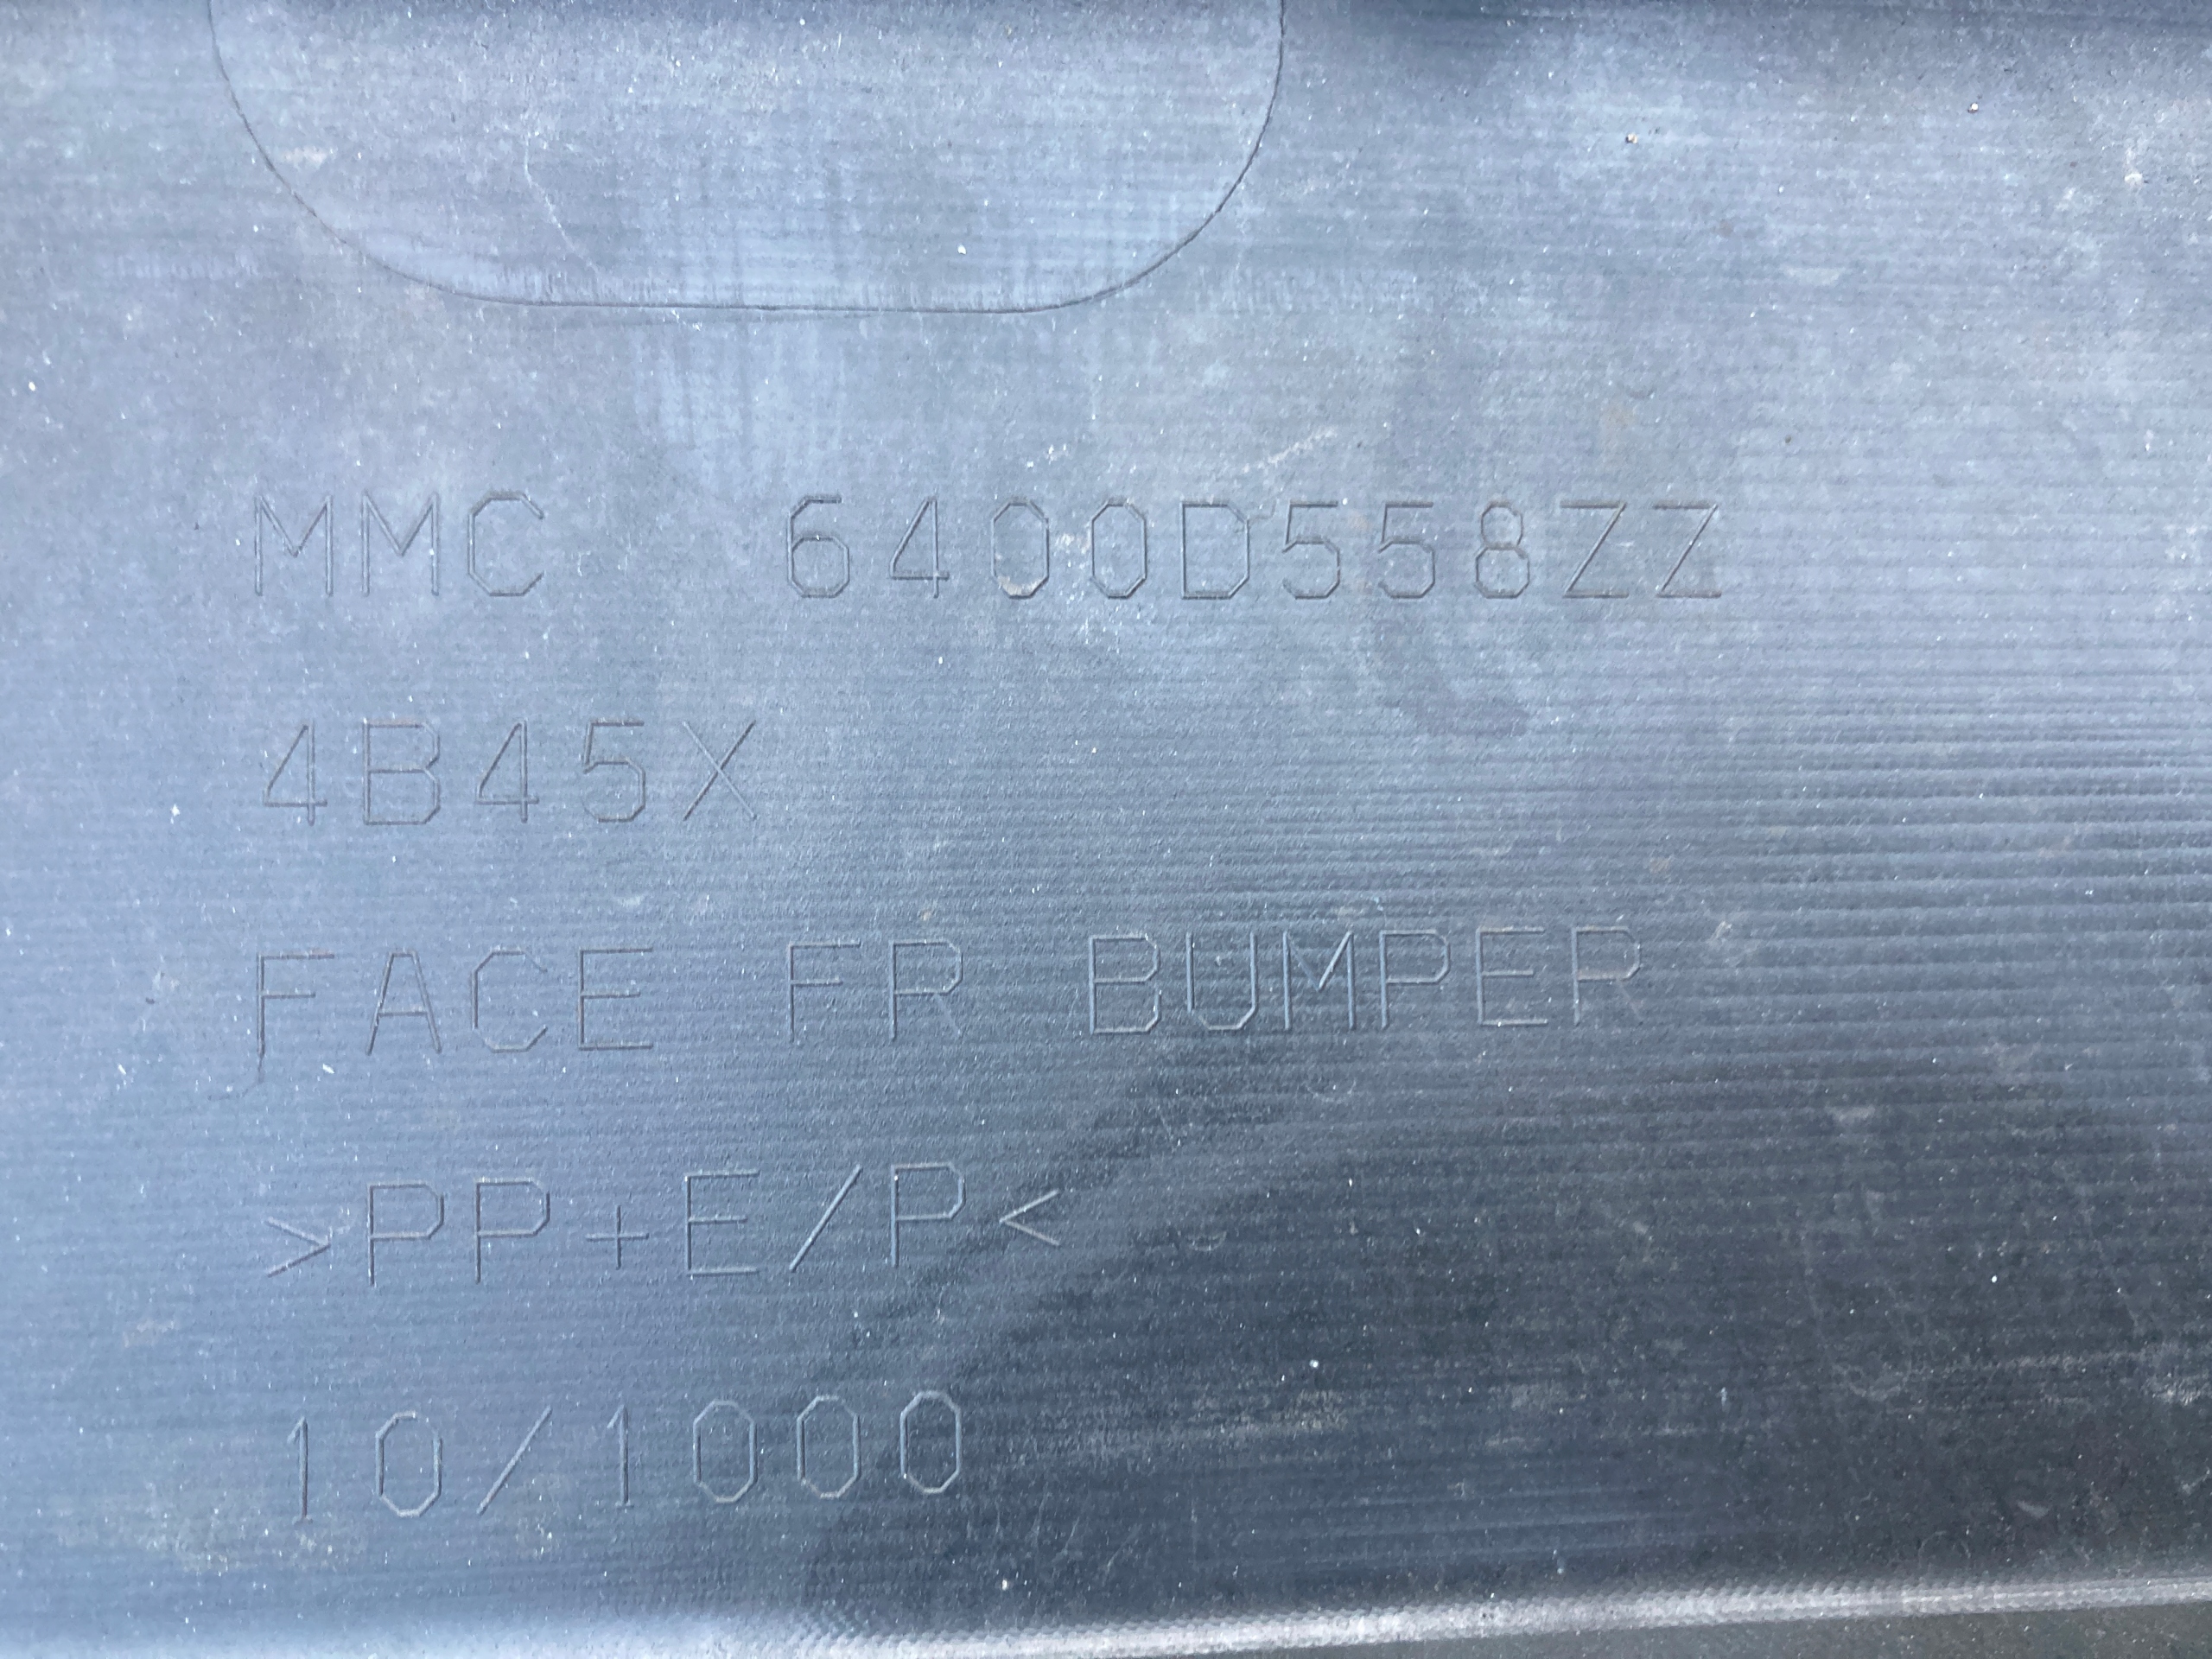 MMC 6400D558ZZ
4B45X
FACE FR BUMPER
>PP+E/P<
10/1000